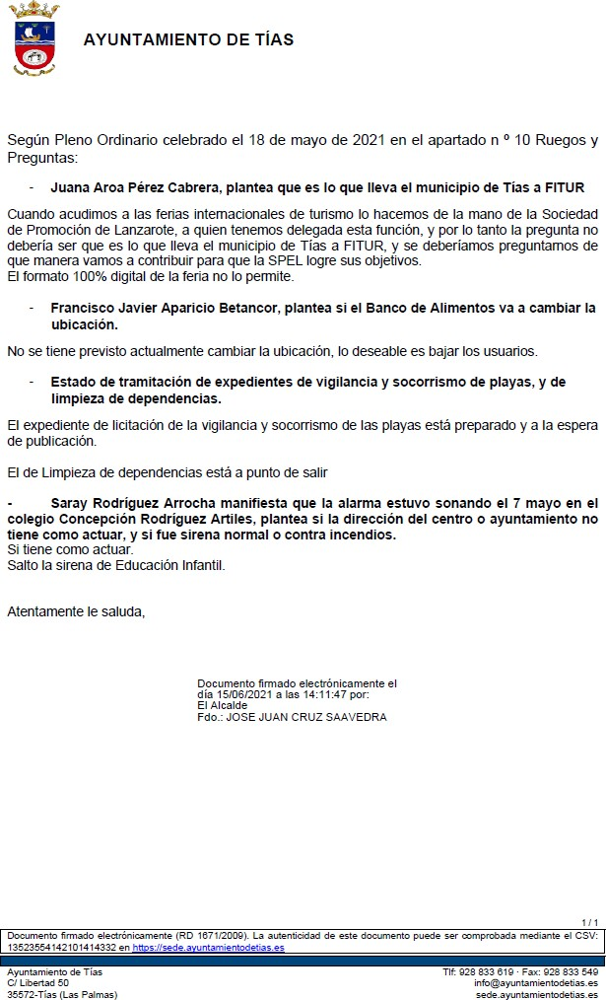 AYUNTAMIENTO DE TÍAS
Según Pleno Ordinario celebrado el 18 de mayo de 2021 en el apartado n º 10 Ruegos y
Preguntas:
- Juana Aroa Pérez Cabrera, plantea que es lo que lleva el municipio de Tías a FITUR
Cuando acudimos a las ferias internacionales de turismo lo hacemos de la mano de la Sociedad
de Promoción de Lanzarote, a quien tenemos delegada esta función, y por lo tanto la pregunta no
debería ser que es lo que lleva el municipio de Tías a FITUR, y se deberíamos preguntarnos de
que manera vamos a contribuir para que la SPEL logre sus objetivos.
El formato 100% digital de la feria no lo permite.
- Francisco Javier Aparicio Betancor, plantea si el Banco de Alimentos va a cambiar la
ubicación.
No se tiene previsto actualmente cambiar la ubicación, lo deseable es bajar los usuarios.
- Estado de tramitación de expedientes de vigilancia y socorrismo de playas, y de
limpieza de dependencias.
El expediente de licitación de la vigilancia y socorrismo de las playas está preparado y a la espera
de publicación.
El de Limpieza de dependencias está a punto de salir
- Saray Rodríguez Arrocha manifiesta que la alarma estuvo sonando el 7 mayo en el
colegio Concepción Rodríguez Artiles, plantea si la dirección del centro o ayuntamiento no
tiene como actuar, y si fue sirena normal o contra incendios.
Si tiene como actuar.
Salto la sirena de Educación Infantil.
Atentamente le saluda,
Documento firmado electrónicamente el
día 15/06/2021 a las 14:11:47 por:
El Alcalde
Fdo.: JOSE JUAN CRUZ SAAVEDRA
1 / 1
Documento firmado electrónicamente (RD 1671/2009). La autenticidad de este documento puede ser comprobada mediante el CSV:
13523554142101414332 en https://sede.ayuntamientodetias.es
Ayuntamiento de Tías Tlf: 928 833 619 · Fax: 928 833 549
C/ Libertad 50 info@ayuntamientodetias.es
35572-Tías (Las Palmas) sede.ayuntamientodetias.es